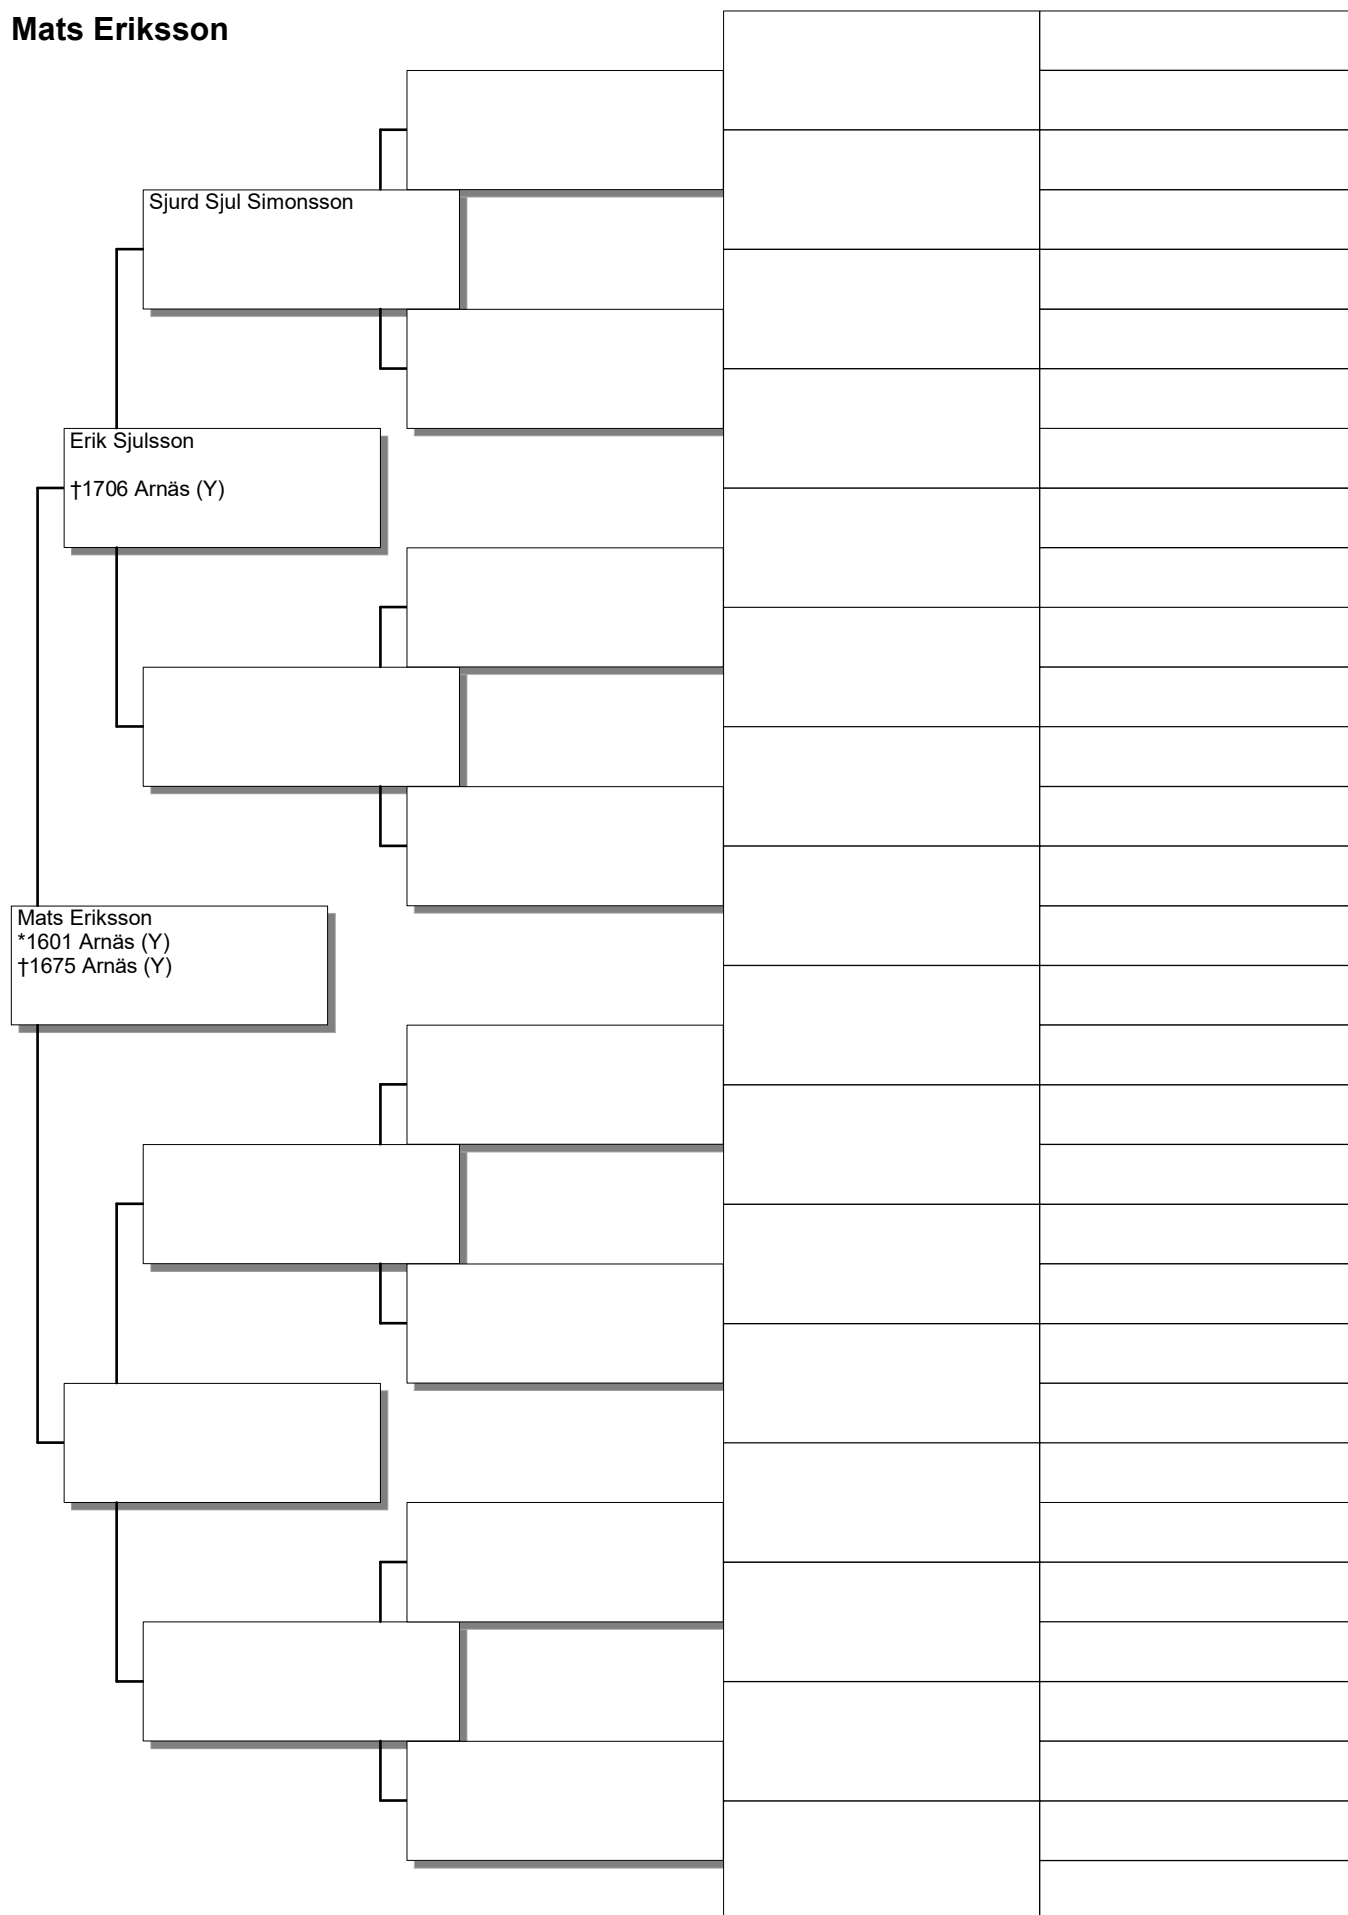 Mats Eriksson
Sjurd Sjul Simonsson
Erik Sjulsson
†1706 Arnäs (Y)
Mats Eriksson
*1601 Arnäs (Y)
†1675 Arnäs (Y)